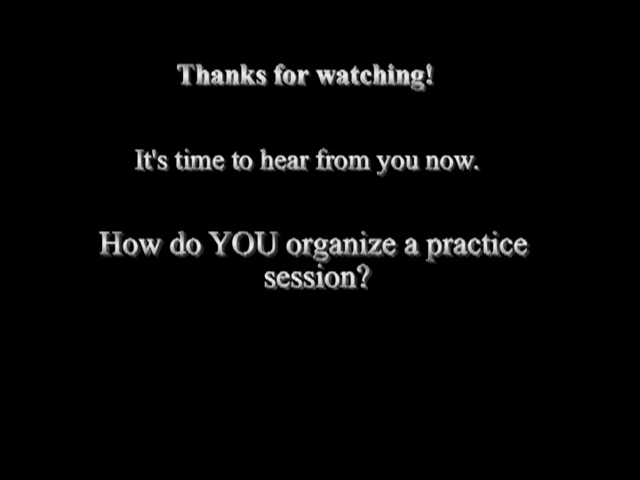 Thanks for watching!
It's time to hear from you now.
How do YOU organize a practice
session?